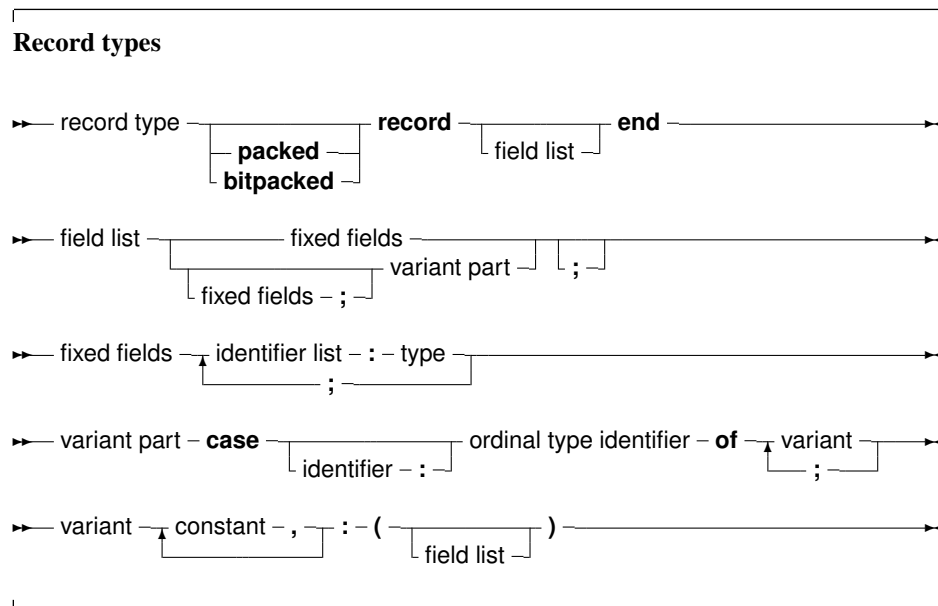 Record types
record type packed bitpacked record field list end
field list fixed fields fixed fields ; variant part ;
fixed fields identifier list : type ;
variant part case identifier : ordinal type identifier of variant ;
variant constant , : ( field list )